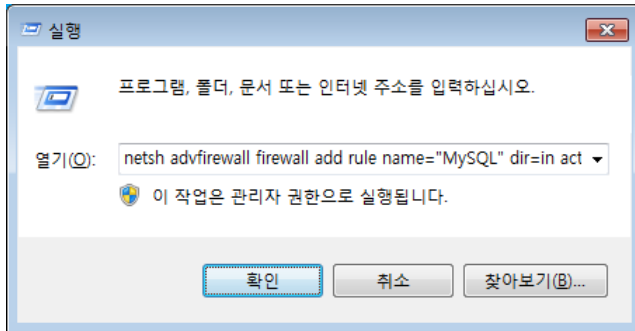 실행
프로그램, 폴더, 문서 또는 인터넷 주소를 입력하십시오.
열기(O): netsh advfirewall firewall add rule name="MySQL" dir=in act
이 작업은 관리자 권한으로 실행됩니다.
확인 취소 찾아보기(B)...